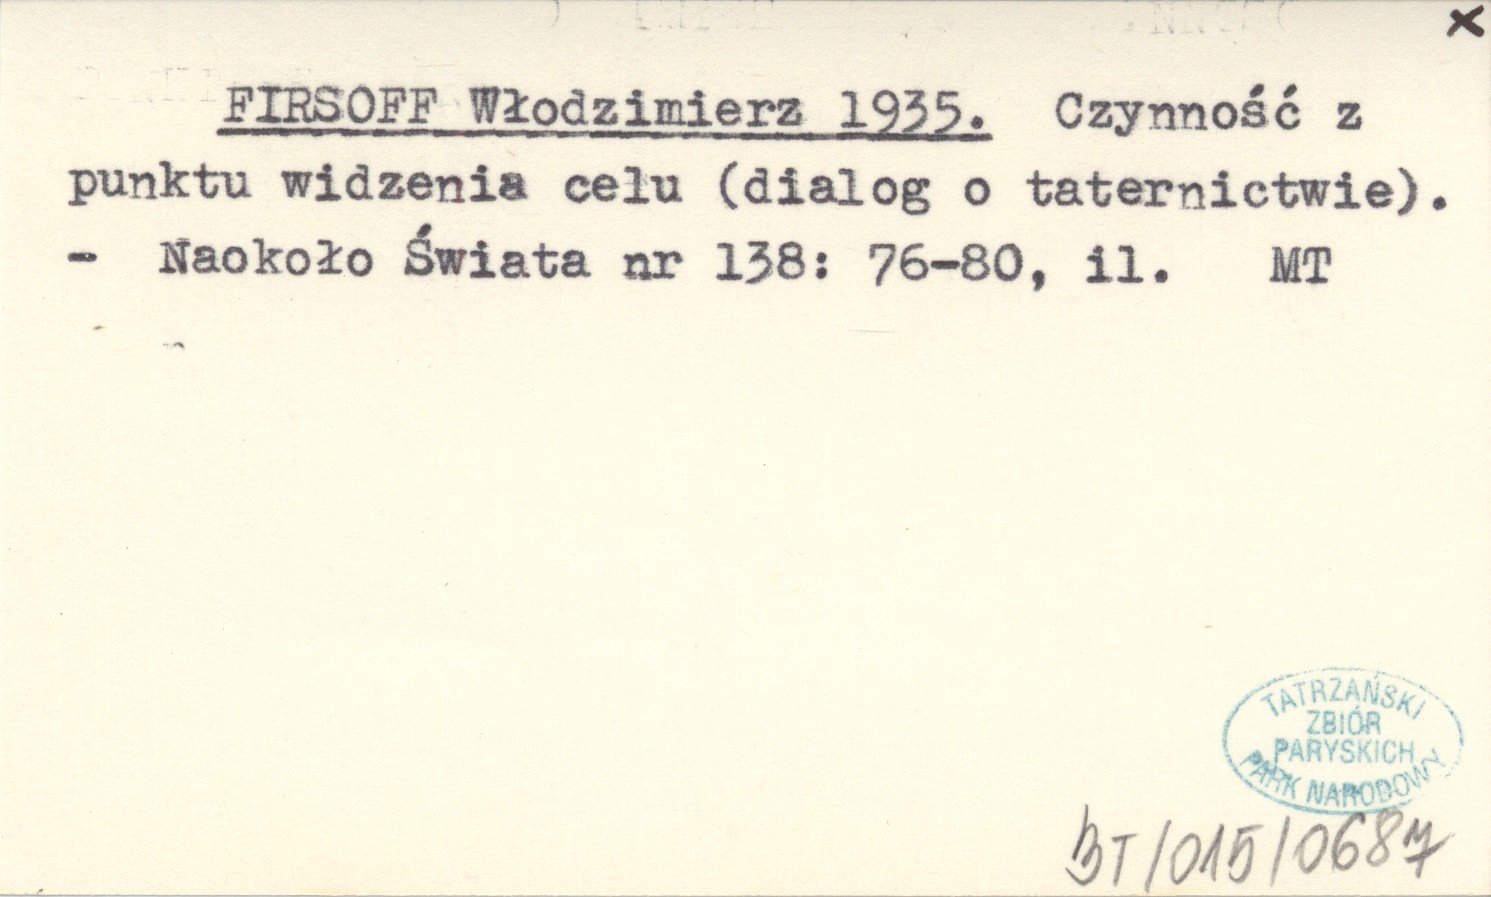 x
FIRSOFF Włodzimierz 1935. Czynność z
punktu widzenia celu (dialog o taternictwie).
- Naokoło Świata nr 138: 76-80, il. MT
TATRZAŃSKI
ZBIÓR
PARYSKICH
PARK NARODOWY
BT/015/0687